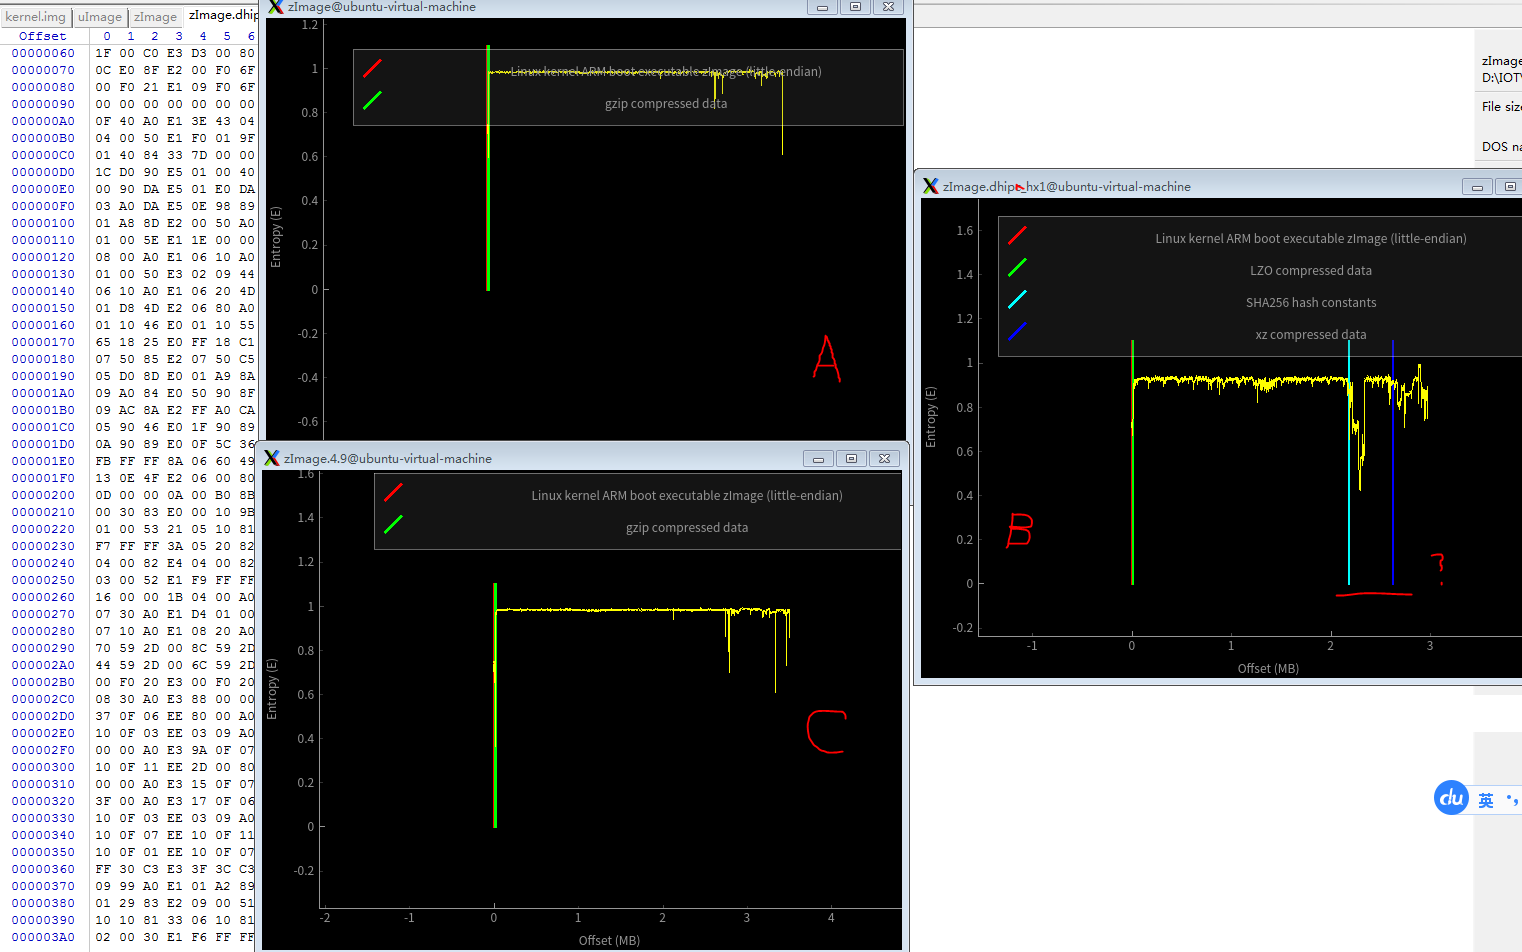 kernel.img uImage zImage zImage.dhip
Offset 0 1 2 3 4 5 6
00000060 1F 00 C0 E3 D3 00 80
00000070 0C E0 8F E2 00 F0 6F
00000080 00 F0 21 E1 09 F0 6F
00000090 00 00 00 00 00 00 00
000000A0 0F 40 A0 E1 3E 43 04
000000B0 04 00 50 E1 F0 01 9F
000000C0 01 40 84 33 7D 00 00
000000D0 1C D0 90 E5 01 00 40
000000E0 00 90 DA E5 01 E0 DA
000000F0 03 A0 DA E5 0E 98 89
00000100 01 A8 8D E2 00 50 A0
00000110 01 00 5E E1 1E 00 00
00000120 08 00 A0 E1 06 10 A0
00000130 01 00 50 E3 02 09 44
00000140 06 10 A0 E1 06 20 4D
00000150 01 D8 4D E2 06 80 A0
00000160 01 10 46 E0 01 10 55
00000170 65 18 25 E0 FF 18 C1
00000180 07 50 85 E2 07 50 C5
00000190 05 D0 8D E0 01 A9 8A
000001A0 09 A0 84 E0 50 90 8F
000001B0 09 AC 8A E2 FF A0 CA
000001C0 05 90 46 E0 1F 90 89
000001D0 0A 90 89 E0 0F 5C 36
000001E0 FB FF FF 8A 06 60 49
000001F0 13 0E 4F E2 06 00 80
00000200 0D 00 00 0A 00 B0 8B
00000210 00 30 83 E0 00 10 9B
00000220 01 00 53 21 05 10 81
00000230 F7 FF FF 3A 05 20 82
00000240 04 00 82 E4 04 00 82
00000250 03 00 52 E1 F9 FF FF
00000260 16 00 00 1B 04 00 A0
00000270 07 30 A0 E1 D4 01 00
00000280 07 10 A0 E1 08 20 A0
00000290 70 59 2D 00 8C 59 2D
000002A0 44 59 2D 00 6C 59 2D
000002B0 00 F0 20 E3 00 F0 20
000002C0 08 30 A0 E3 88 00 00
000002D0 37 0F 06 EE 80 00 A0
000002E0 10 0F 03 EE 03 09 A0
000002F0 00 00 A0 E3 9A 0F 07
00000300 10 0F 11 EE 2D 00 80
00000310 00 00 A0 E3 15 0F 07
00000320 3F 00 A0 E3 17 0F 06
00000330 10 0F 03 EE 03 09 A0
00000340 10 0F 07 EE 10 0F 11
00000350 10 0F 01 EE 10 0F 07
00000360 FF 30 C3 E3 3F 3C C3
00000370 09 99 A0 E1 01 A2 89
00000380 01 29 83 E2 09 00 51
00000390 10 10 81 33 06 10 81
000003A0 02 00 30 E1 F6 FF FF
zImage@ubuntu-virtual-machine
Linux kernel ARM boot executable zImage (little-endian)
gzip compressed data
1.2
1
0.8
0.6
0.4
0.2
0
-0.2
-0.4
-0.6
Entropy (E)
A
zImage.4.9@ubuntu-virtual-machine
Linux kernel ARM boot executable zImage (little-endian)
gzip compressed data
1.6
1.4
1.2
1
0.8
0.6
0.4
0.2
0
-0.2
Entropy (E)
C
-2 -1 0 1 2 3 4
Offset (MB)
zImage
D:\IOT\
File size
DOS na
zImage.dhip_hx1@ubuntu-virtual-machine
Linux kernel ARM boot executable zImage (little-endian)
LZO compressed data
SHA256 hash constants
xz compressed data
1.6
1.4
1.2
1
0.8
0.6
0.4
0.2
0
-0.2
Entropy (E)
B
?
-1 0 1 2 3
Offset (MB)
du 英